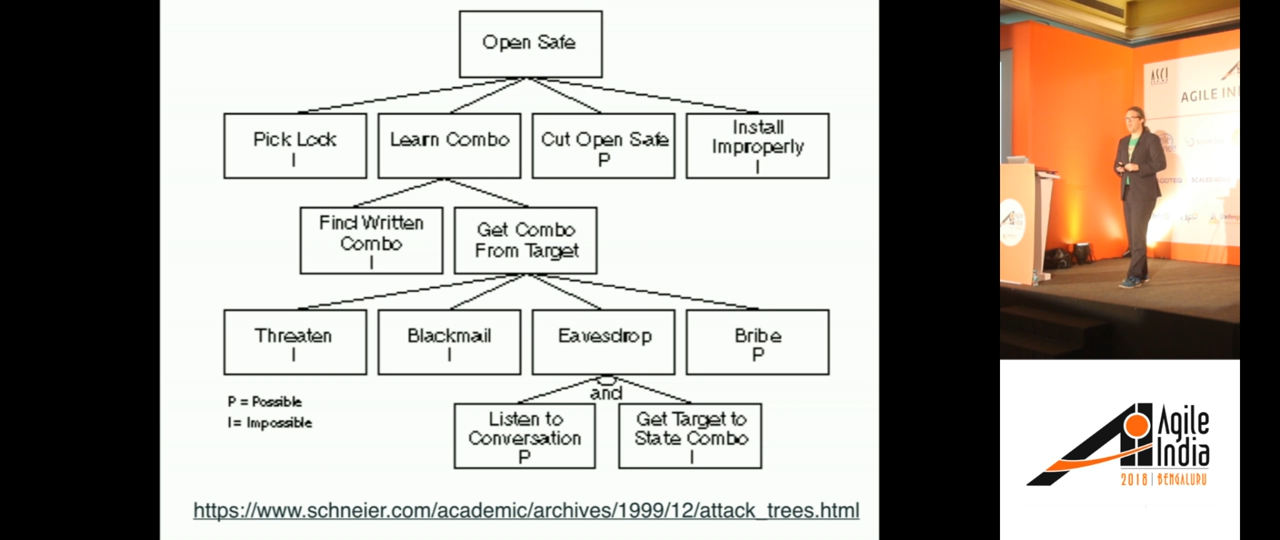 Open Safe
Pick Lock
I
Learn Combo
Cut Open Safe
P
Install
Improperly
I
Find Written
Combo
I
Get Combo
From Target
Threaten
I
Blackmail
I
Eavesdrop
Bribe
P
and
P = Possible
I = Impossible
Listen to
Conversation
P
Get Target to
State Combo
I
https://www.schneier.com/academic/archives/1999/12/attack_trees.html
ASCI
AGILE IN
Agile
India
2018 | BENGALURU